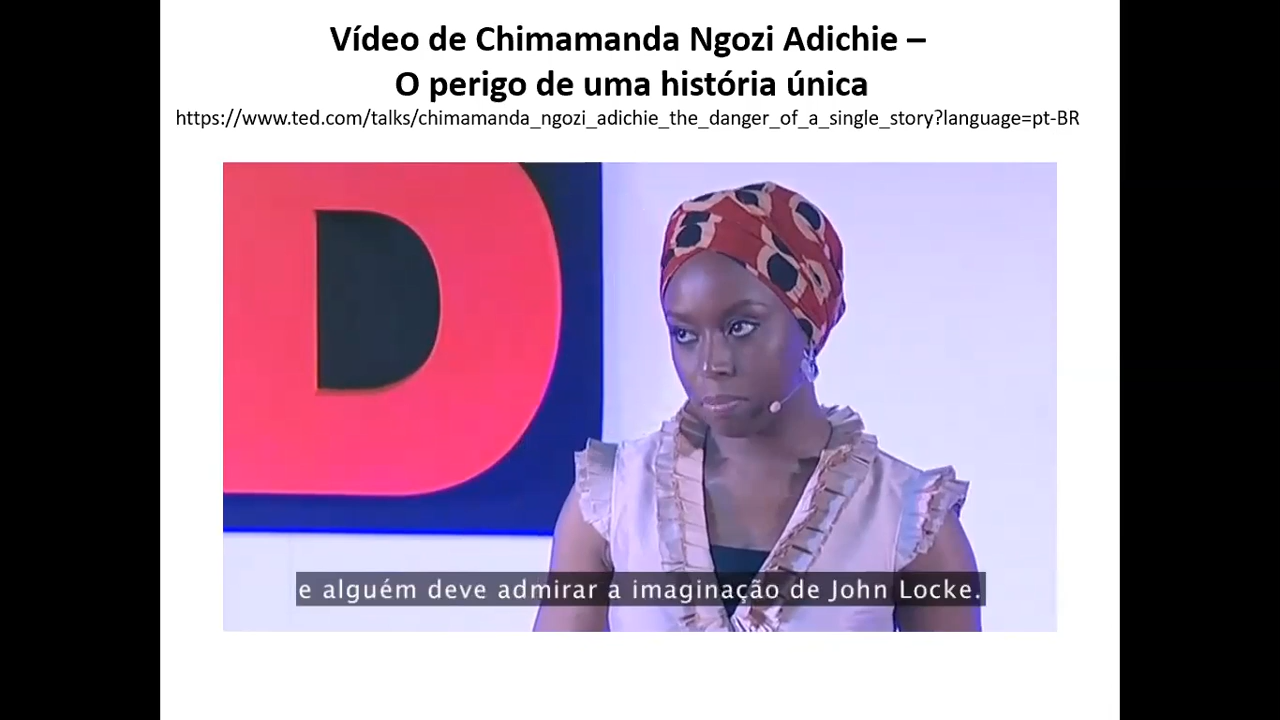 Vídeo de Chimamanda Ngozi Adichie –
O perigo de uma história única
https://www.ted.com/talks/chimamanda_ngozi_adichie_the_danger_of_a_single_story?language=pt-BR
D
e alguém deve admirar a imaginação de John Locke.